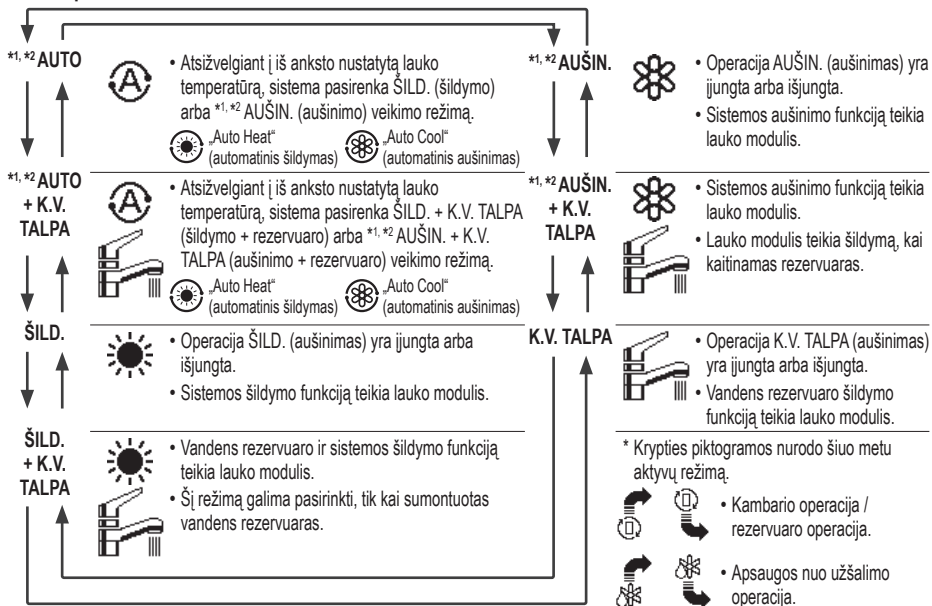 *1, *2 AUTO
• Atsižvelgiant į iš anksto nustatytą lauko
temperatūrą, sistema pasirenka ŠILD. (šildymo)
arba *1, *2 AUŠIN. (aušinimo) veikimo režimą.
„Auto Heat“
(automatinis šildymas)
„Auto Cool“
(automatinis aušinimas)
*1, *2 AUTO
+ K.V.
TALPA
• Atsižvelgiant į iš anksto nustatytą lauko
temperatūrą, sistema pasirenka ŠILD. + K.V. TALPA
(šildymo + rezervuaro) arba *1, *2 AUŠIN. + K.V.
TALPA (aušinimo + rezervuaro) veikimo režimą.
„Auto Heat“
(automatinis šildymas)
„Auto Cool“
(automatinis aušinimas)
ŠILD.
• Operacija ŠILD. (aušinimas) yra įjungta arba
išjungta.
• Sistemos šildymo funkciją teikia lauko modulis.
ŠILD.
+ K.V.
TALPA
• Vandens rezervuaro ir sistemos šildymo funkciją
teikia lauko modulis.
• Šį režimą galima pasirinkti, tik kai sumontuotas
vandens rezervuaras.
*1, *2 AUŠIN.
• Operacija AUŠIN. (aušinimas) yra
įjungta arba išjungta.
• Sistemos aušinimo funkciją teikia
lauko modulis.
*1, *2 AUŠIN.
+ K.V.
TALPA
• Sistemos aušinimo funkciją teikia
lauko modulis.
• Lauko modulis teikia šildymą, kai
kaitinamas rezervuaras.
K.V. TALPA
• Operacija K.V. TALPA (aušinimas)
yra įjungta arba išjungta.
• Vandens rezervuaro šildymo
funkciją teikia lauko modulis.
* Krypties piktogramos nurodo šiuo metu
aktyvų režimą.
• Kambario operacija /
rezervuaro operacija.
• Apsaugos nuo užšalimo
operacija.